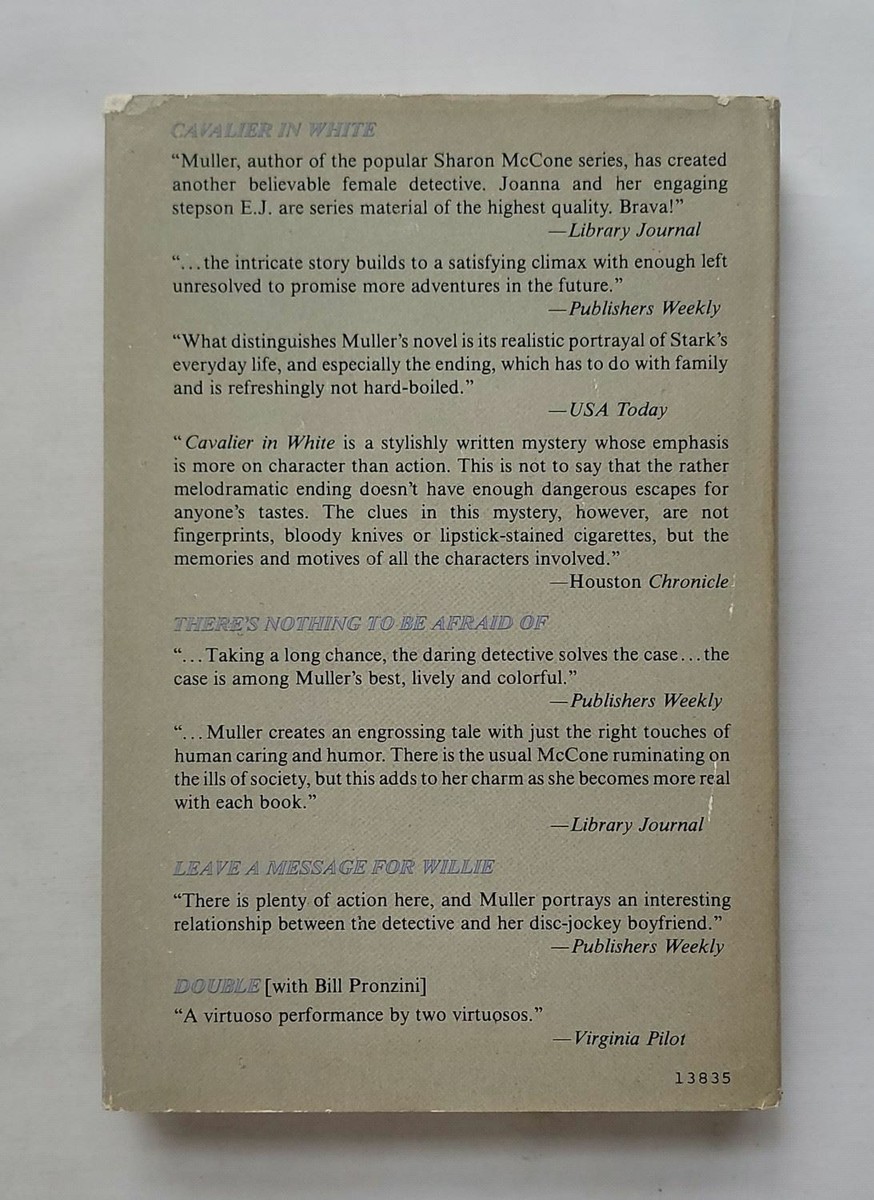 CAVALIER IN WHITE
“Muller, author of the popular Sharon McCone series, has created
another believable female detective. Joanna and her engaging
stepson E.J. are series material of the highest quality. Brava!”
—Library Journal
“...the intricate story builds to a satisfying climax with enough left
unresolved to promise more adventures in the future.”
—Publishers Weekly
“What distinguishes Muller’s novel is its realistic portrayal of Stark’s
everyday life, and especially the ending, which has to do with family
and is refreshingly not hard-boiled.”
—USA Today
“Cavalier in White is a stylishly written mystery whose emphasis
is more on character than action. This is not to say that the rather
melodramatic ending doesn’t have enough dangerous escapes for
anyone’s tastes. The clues in this mystery, however, are not
fingerprints, bloody knives or lipstick-stained cigarettes, but the
memories and motives of all the characters involved.”
—Houston Chronicle
THERE’S NOTHING TO BE AFRAID OF
“...Taking a long chance, the daring detective solves the case...the
case is among Muller’s best, lively and colorful.”
—Publishers Weekly
“...Muller creates an engrossing tale with just the right touches of
human caring and humor. There is the usual McCone ruminating on
the ills of society, but this adds to her charm as she becomes more real
with each book.”
—Library Journal
LEAVE A MESSAGE FOR WILLIE
“There is plenty of action here, and Muller portrays an interesting
relationship between the detective and her disc-jockey boyfriend.”
—Publishers Weekly
DOUBLE [with Bill Pronzini]
“A virtuoso performance by two virtuosos.”
—Virginia Pilot
13835